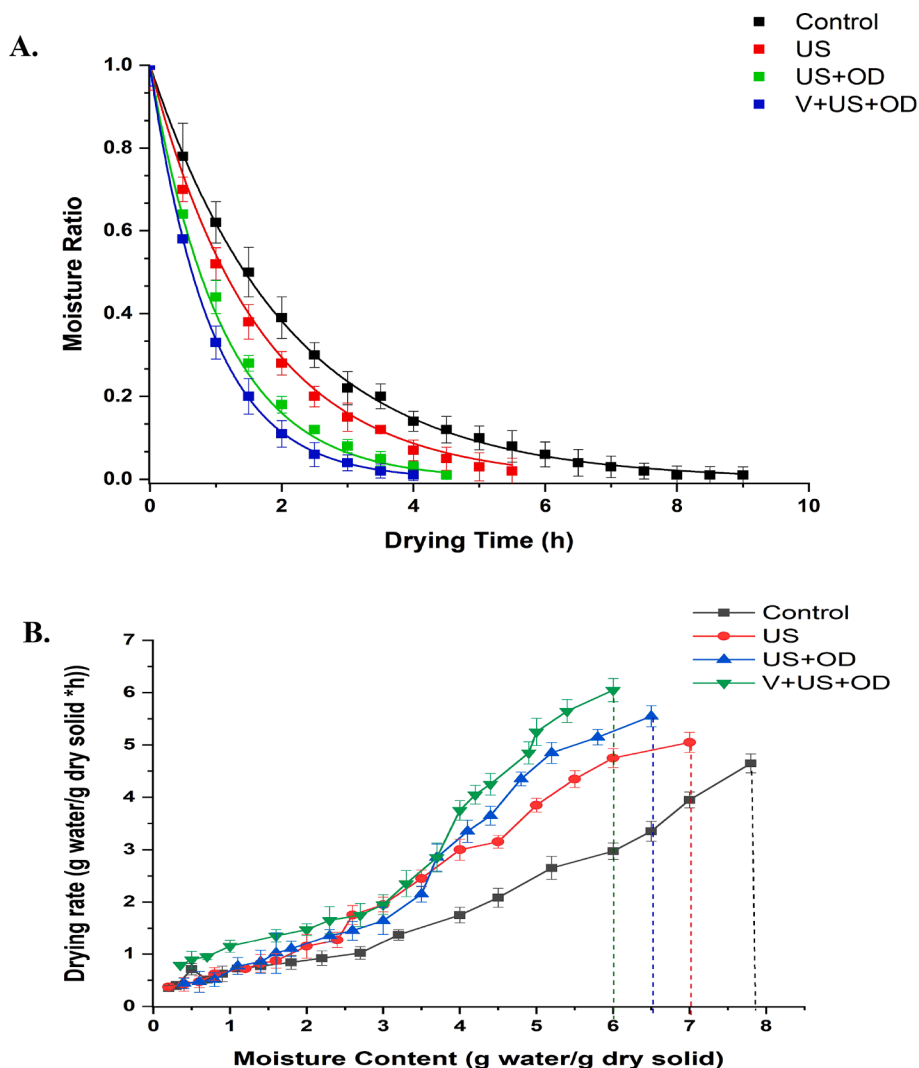 A.
Control
US
US+OD
V+US+OD
1.0
0.8
0.6
0.4
0.2
0.0
Moisture Ratio
0 2 4 6 8 10
Drying Time (h)
B.
Control
US
US+OD
V+US+OD
7
6
5
4
3
2
1
0
Drying rate (g water/g dry solid *h))
0 1 2 3 4 5 6 7 8
Moisture Content (g water/g dry solid)